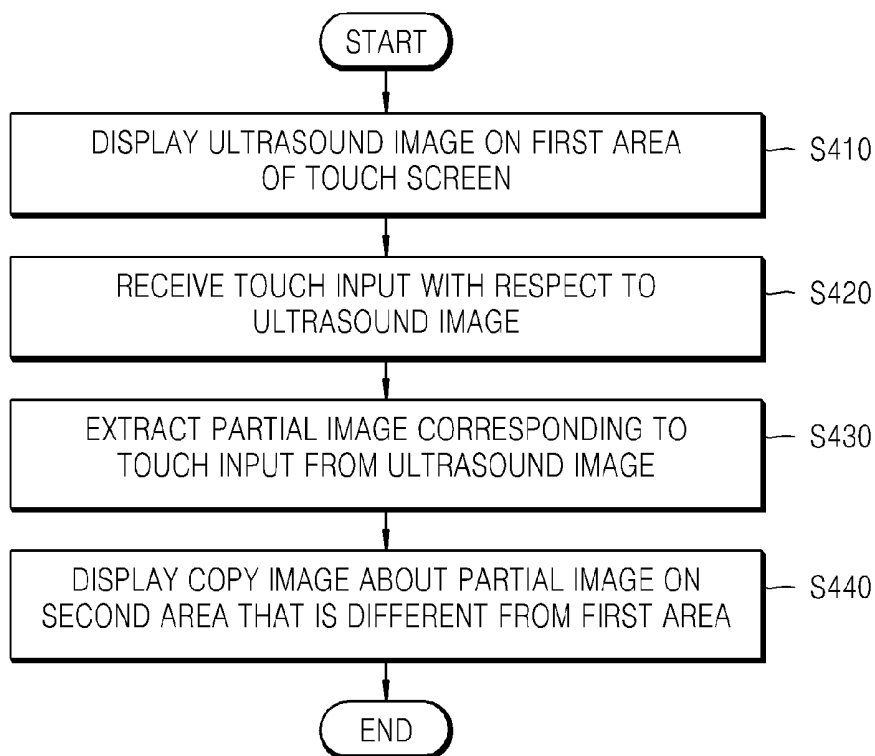 START
DISPLAY ULTRASOUND IMAGE ON FIRST AREA
OF TOUCH SCREEN
S410
RECEIVE TOUCH INPUT WITH RESPECT TO
ULTRASOUND IMAGE
S420
EXTRACT PARTIAL IMAGE CORRESPONDING TO
TOUCH INPUT FROM ULTRASOUND IMAGE
S430
DISPLAY COPY IMAGE ABOUT PARTIAL IMAGE ON
SECOND AREA THAT IS DIFFERENT FROM FIRST AREA
S440
END